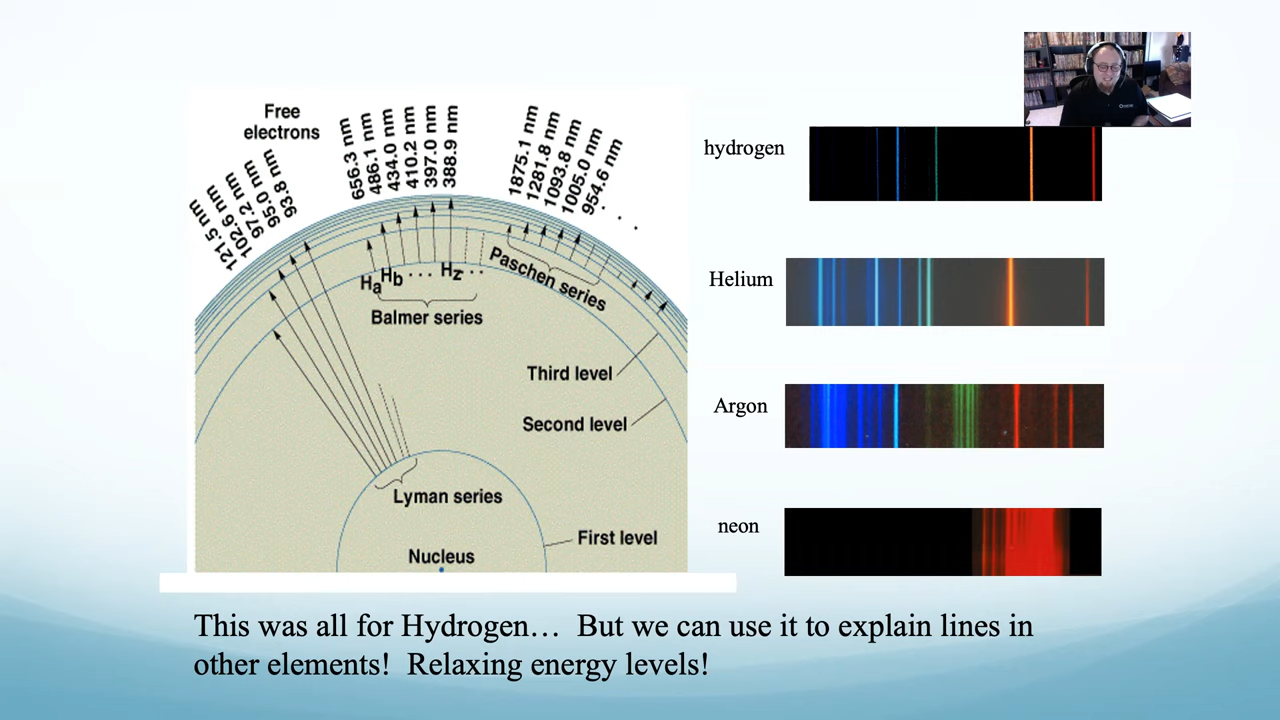 Free
electrons
121.5 nm
102.6 nm
97.2 nm
95.0 nm
93.8 nm
656.3 nm
486.1 nm
434.0 nm
410.2 nm
397.0 nm
388.9 nm
1875.1 nm
1281.8 nm
1093.8 nm
1005.0 nm
954.6 nm
. . .
Ha
Hb
. . .
Hz
. .
Balmer series
Paschen series
Third level
Second level
Lyman series
First level
Nucleus
hydrogen
Helium
Argon
neon
This was all for Hydrogen… But we can use it to explain lines in
other elements! Relaxing energy levels!